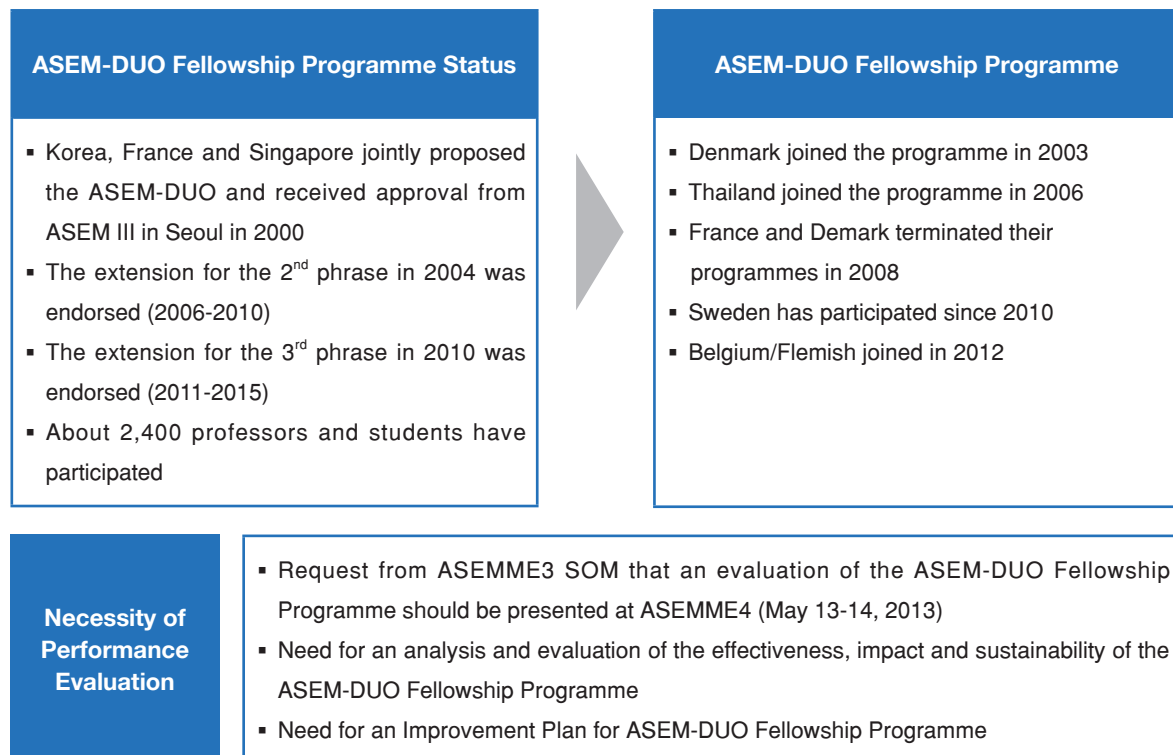 ASEM-DUO Fellowship Programme Status
▪ Korea, France and Singapore jointly proposed
the ASEM-DUO and received approval from
ASEM III in Seoul in 2000
▪ The extension for the 2nd phrase in 2004 was
endorsed (2006-2010)
▪ The extension for the 3rd phrase in 2010 was
endorsed (2011-2015)
▪ About 2,400 professors and students have
participated
ASEM-DUO Fellowship Programme
▪ Denmark joined the programme in 2003
▪ Thailand joined the programme in 2006
▪ France and Demark terminated their
programmes in 2008
▪ Sweden has participated since 2010
▪ Belgium/Flemish joined in 2012
Necessity of
Performance
Evaluation
▪ Request from ASEMME3 SOM that an evaluation of the ASEM-DUO Fellowship
Programme should be presented at ASEMME4 (May 13-14, 2013)
▪ Need for an analysis and evaluation of the effectiveness, impact and sustainability of the
ASEM-DUO Fellowship Programme
▪ Need for an Improvement Plan for ASEM-DUO Fellowship Programme